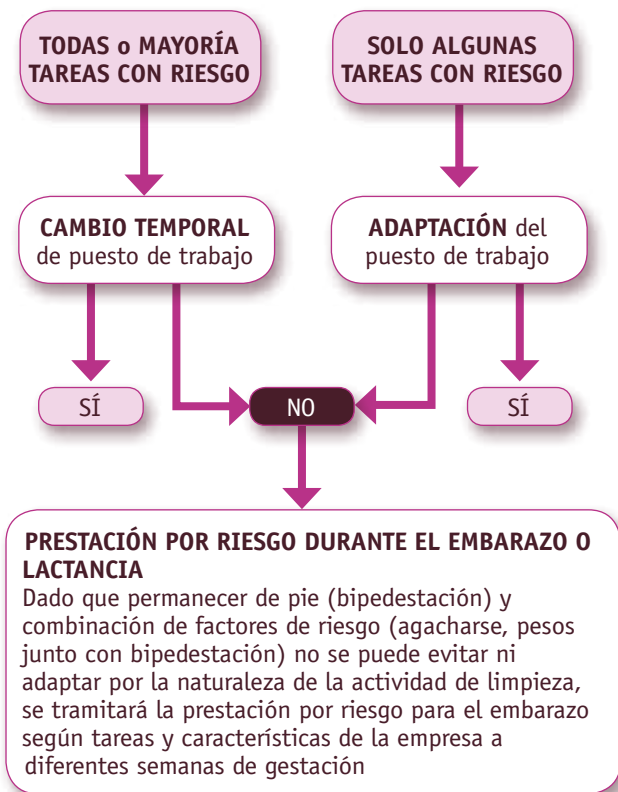 TODAS o MAYORÍA
TAREAS CON RIESGO
SOLO ALGUNAS
TAREAS CON RIESGO
CAMBIO TEMPORAL
de puesto de trabajo
ADAPTACIÓN del
puesto de trabajo
SÍ
NO
SÍ
PRESTACIÓN POR RIESGO DURANTE EL EMBARAZO O
LACTANCIA
Dado que permanecer de pie (bipedestación) y
combinación de factores de riesgo (agacharse, pesos
junto con bipedestación) no se puede evitar ni
adaptar por la naturaleza de la actividad de limpieza,
se tramitará la prestación por riesgo para el embarazo
según tareas y características de la empresa a
diferentes semanas de gestación